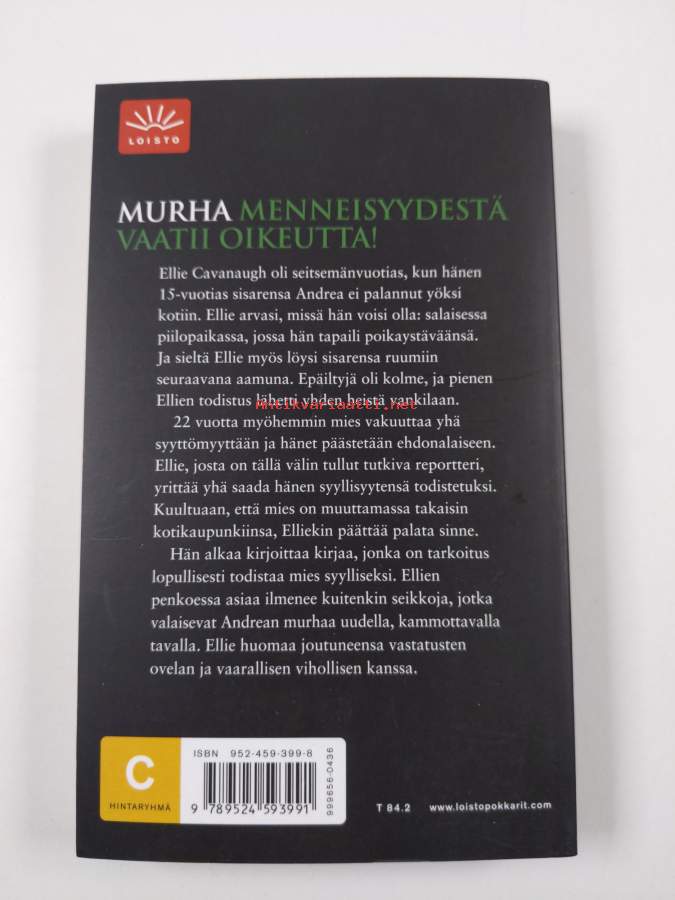 LOISTO
MURHA MENNEISYYDESTÄ
VAATII OIKEUTTA!
Ellie Cavanaugh oli seitsemänvuotias, kun hänen
15-vuotias sisarensa Andrea ei palannut yöksi
kotiin. Ellie arvasi, missä hän voisi olla: salaisessa
piilopaikassa, jossa hän tapaili poikaystäväänsä.
Ja sieltä Ellie myös löysi sisarensa ruumiin
seuraavana aamuna. Epäiltyjä oli kolme, ja pienen
Ellien todistus lähetti yhden heistä vankilaan.
Antikvariaatti.net
22 vuotta myöhemmin mies vakuuttaa yhä
syyttömyyttään ja hänet päästetään ehdonalaiseen.
Ellie, josta on tällä välin tullut tutkiva reportteri,
yrittää yhä saada hänen syyllisyytensä todistetuksi.
Kuultuaan, että mies on muuttamassa takaisin
kotikaupunkiinsa, Elliekin päättää palata sinne.
Hän alkaa kirjoittaa kirjaa, jonka on tarkoitus
lopullisesti todistaa mies syylliseksi. Ellien
penkoessa asiaa ilmenee kuitenkin seikkoja, jotka
valaisevat Andrean murhaa uudella, kammottavalla
tavalla. Ellie huomaa joutuneensa vastatusten
ovelan ja vaarallisen vihollisen kanssa.
C
HINTARYHMÄ
ISBN 952-459-399-8
9 789524 593991
999656-0436
T 84.2 www.loistopokkarit.com